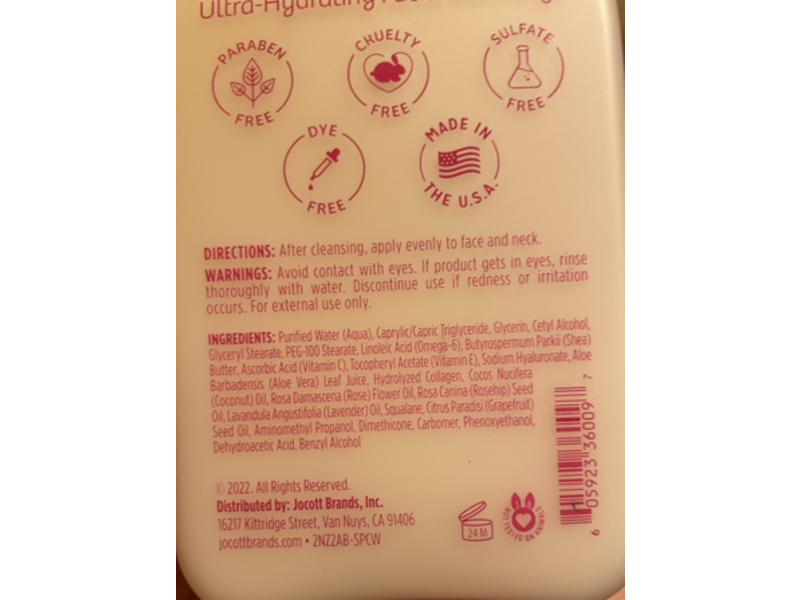 Ultra-Hydrating
PARABEN
FREE
CRUELTY
FREE
SULFATE
FREE
DYE
FREE
MADE IN
THE U.S.A.
DIRECTIONS: After cleansing, apply evenly to face and neck.
WARNINGS: Avoid contact with eyes. If product gets in eyes, rinse
thoroughly with water. Discontinue use if redness or irritation
occurs. For external use only.
INGREDIENTS: Purified Water (Aqua), Caprylic/Capric Triglyceride, Glycerin, Cetyl Alcohol,
Glyceryl Stearate, PEG-100 Stearate, Linoleic Acid (Omega-6), Butyrospermum Parkii (Shea)
Butter, Ascorbic Acid (Vitamin C), Tocopheryl Acetate (Vitamin E), Sodium Hyaluronate, Aloe
Barbadensis (Aloe Vera) Leaf Juice, Hydrolyzed Collagen, Cocos Nucifera
(Coconut) Oil, Rosa Damascena (Rose) Flower Oil, Rosa Canina (Rosehip) Seed
Oil, Lavandula Angustifolia (Lavender) Oil, Squalane, Citrus Paradisi (Grapefruit)
Seed Oil, Aminomethyl Propanol, Dimethicone, Carbomer, Phenoxyethanol,
Dehydroacetic Acid, Benzyl Alcohol
© 2022. All Rights Reserved.
Distributed by: Jocott Brands, Inc.
16217 Kittridge Street, Van Nuys, CA 91406
jocottbrands.com • 2NZ2AB-SPCW
24 M
NOT TESTED ON ANIMALS
6 05923 36009 7